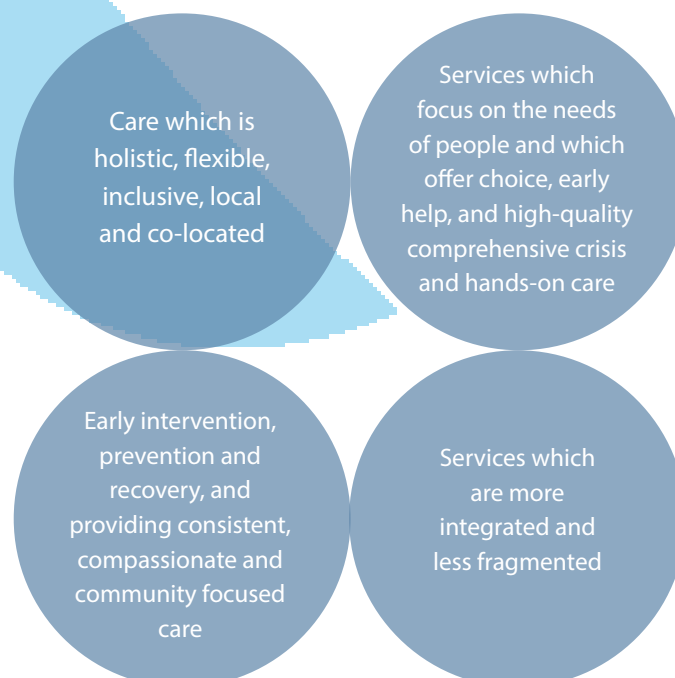 Care which is
holistic, flexible,
inclusive, local
and co-located
Services which
focus on the needs
of people and which
offer choice, early
help, and high-quality
comprehensive crisis
and hands-on care
Early intervention,
prevention and
recovery, and
providing consistent,
compassionate and
community focused
care
Services which
are more
integrated and
less fragmented